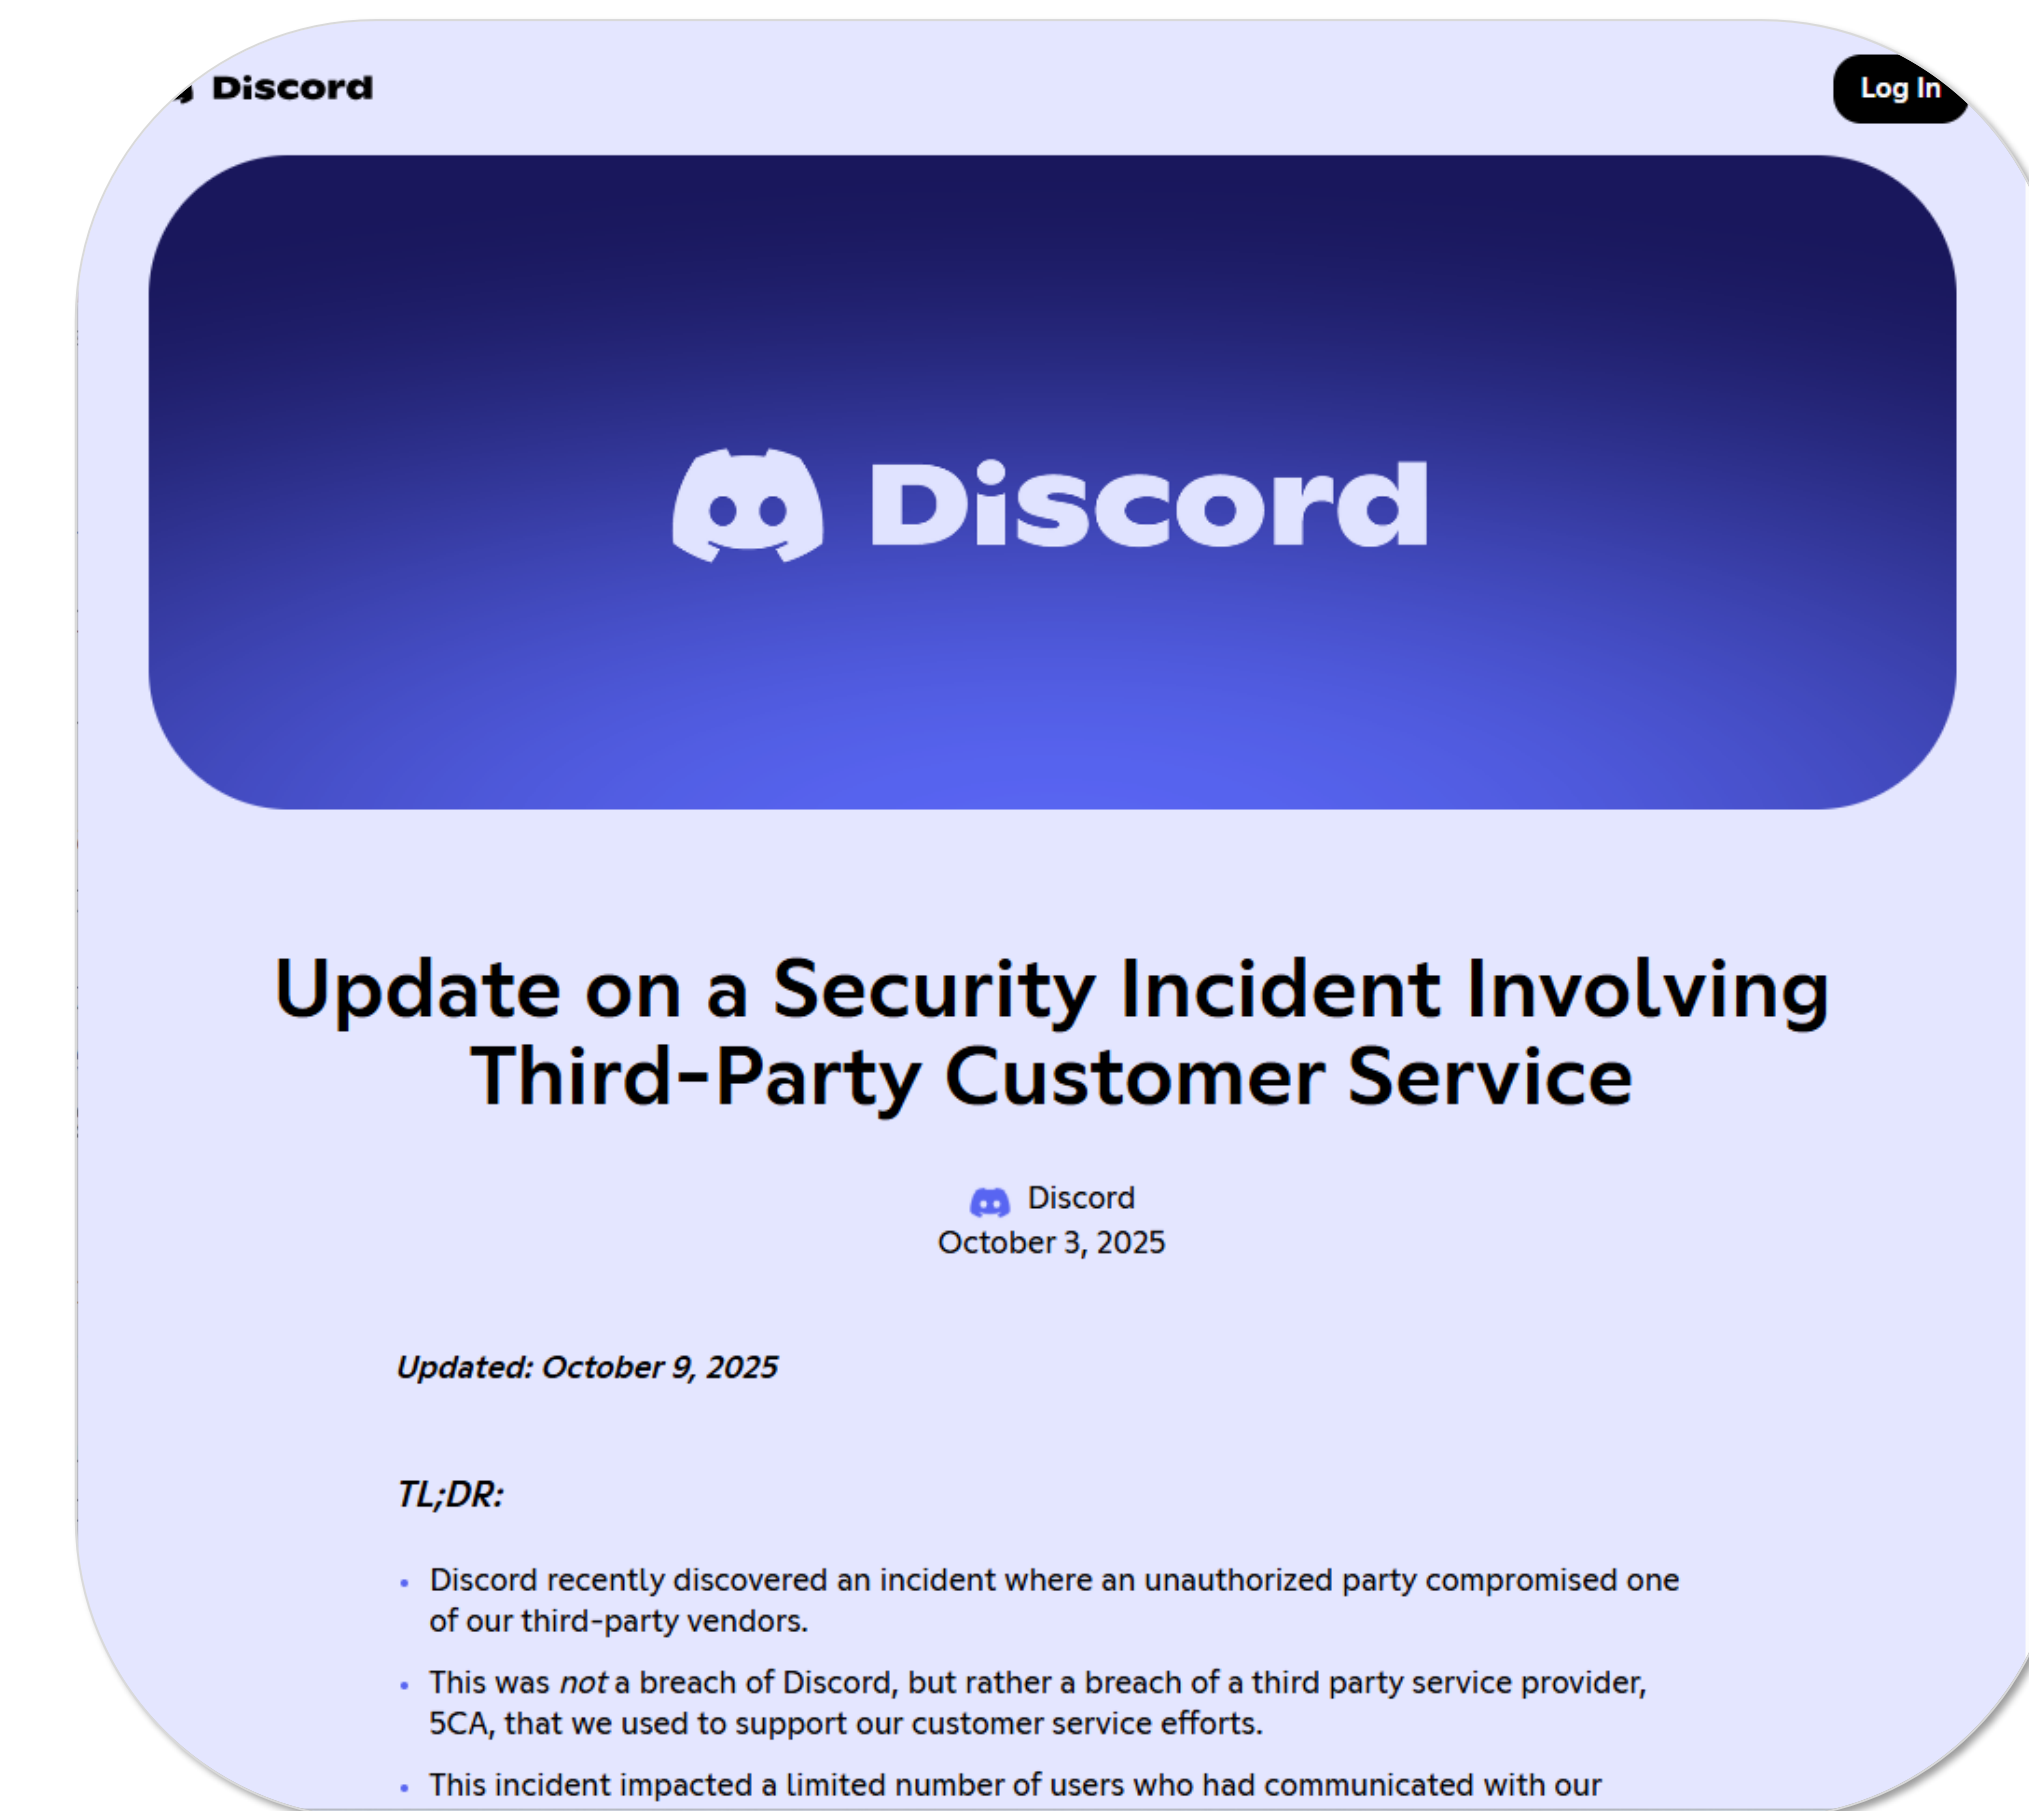 Discord
Log In
Discord
Update on a Security Incident Involving
Third-Party Customer Service
Discord
October 3, 2025
Updated: October 9, 2025
TL;DR:
• Discord recently discovered an incident where an unauthorized party compromised one
of our third-party vendors.
• This was not a breach of Discord, but rather a breach of a third party service provider,
5CA, that we used to support our customer service efforts.
• This incident impacted a limited number of users who had communicated with our